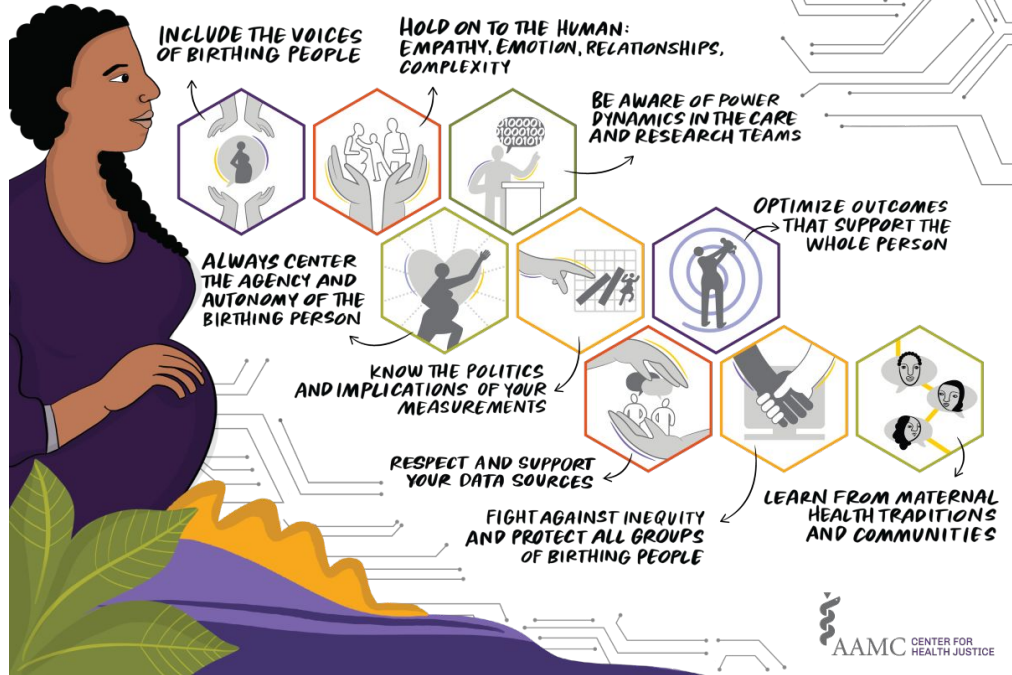 INCLUDE THE VOICES
OF BIRTHING PEOPLE
HOLD ON TO THE HUMAN:
EMPATHY, EMOTION, RELATIONSHIPS,
COMPLEXITY
BE AWARE OF POWER
DYNAMICS IN THE CARE
AND RESEARCH TEAMS
01000
01000100
010101
OPTIMIZE OUTCOMES
THAT SUPPORT THE
WHOLE PERSON
ALWAYS CENTER
THE AGENCY AND
AUTONOMY OF THE
BIRTHING PERSON
KNOW THE POLITICS
AND IMPLICATIONS OF YOUR
MEASUREMENTS
RESPECT AND SUPPORT
YOUR DATA SOURCES
FIGHT AGAINST INEQUITY
AND PROTECT ALL GROUPS
OF BIRTHING PEOPLE
LEARN FROM MATERNAL
HEALTH TRADITIONS
AND COMMUNITIES
AAMC
CENTER FOR
HEALTH JUSTICE